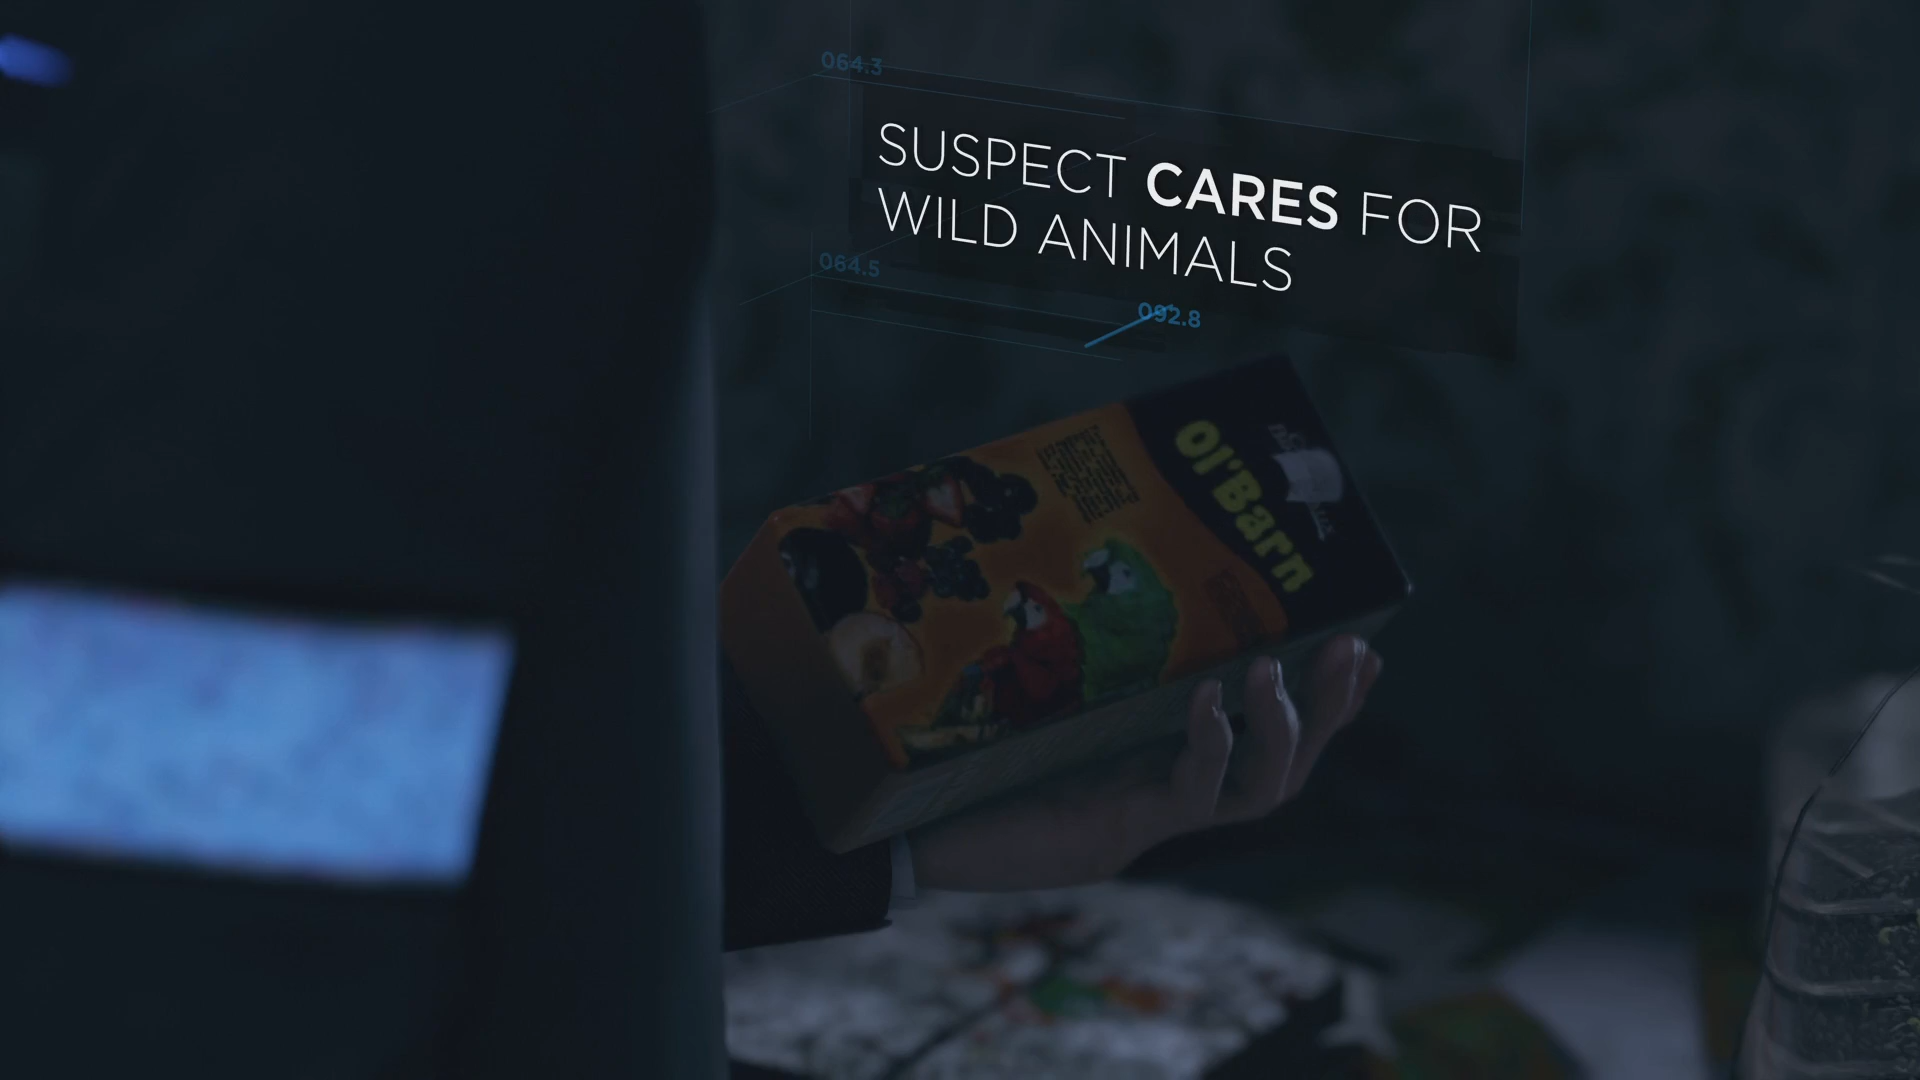 064.3
SUSPECT CARES FOR
WILD ANIMALS
064.5
092.8
Ol'Barn